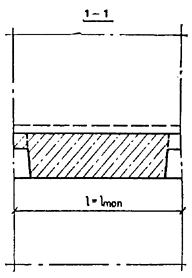 1-1
l = lmon